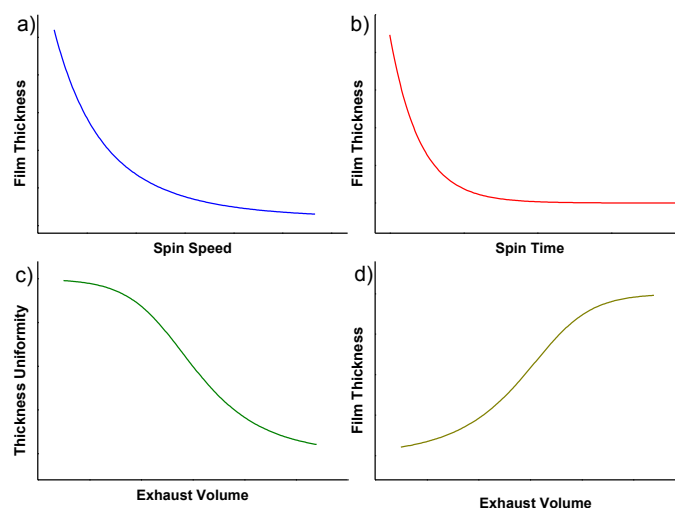 a)
Film Thickness
Spin Speed
b)
Film Thickness
Spin Time
c)
Thickness Uniformity
Exhaust Volume
d)
Film Thickness
Exhaust Volume